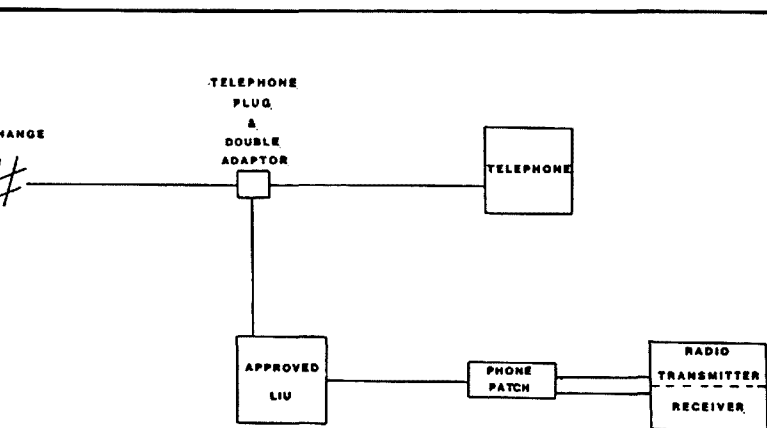 TELEPHONE
PLUG
&
DOUBLE
ADAPTOR
HANGE
TELEPHONE
APPROVED
LIU
PHONE
PATCH
RADIO
TRANSMITTER
RECEIVER